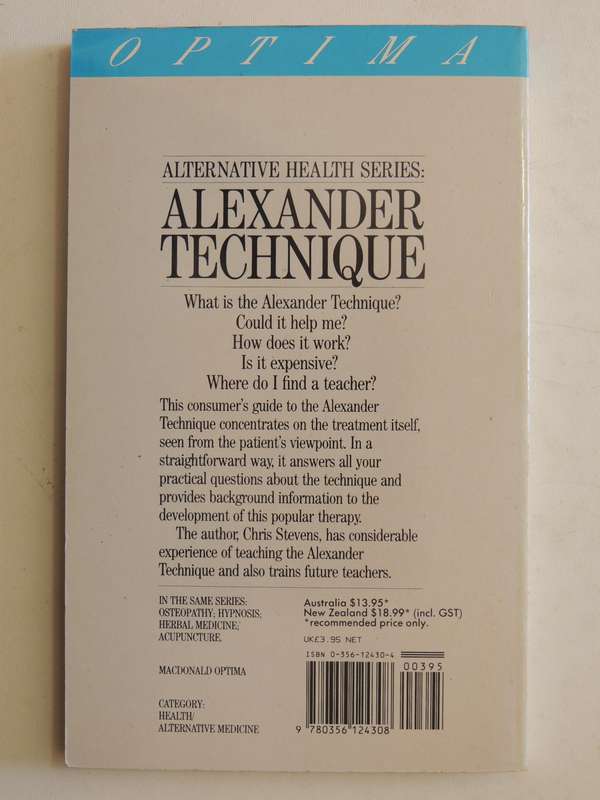 OPTIMA
ALTERNATIVE HEALTH SERIES:
ALEXANDER
TECHNIQUE
What is the Alexander Technique?
Could it help me?
How does it work?
Is it expensive?
Where do I find a teacher?
This consumer's guide to the Alexander
Technique concentrates on the treatment itself,
seen from the patient's viewpoint. In a
straightforward way, it answers all your
practical questions about the technique and
provides background information to the
development of this popular therapy.
The author, Chris Stevens, has considerable
experience of teaching the Alexander
Technique and also trains future teachers.
IN THE SAME SERIES:
OSTEOPATHY; HYPNOSIS;
HERBAL MEDICINE;
ACUPUNCTURE.
MACDONALD OPTIMA
CATEGORY:
HEALTH/
ALTERNATIVE MEDICINE
Australia $13.95*
New Zealand $18.99* (incl. GST)
*recommended price only.
UK£3.95 NET
ISBN 0-356-12430-4
00395
9 780356 124308